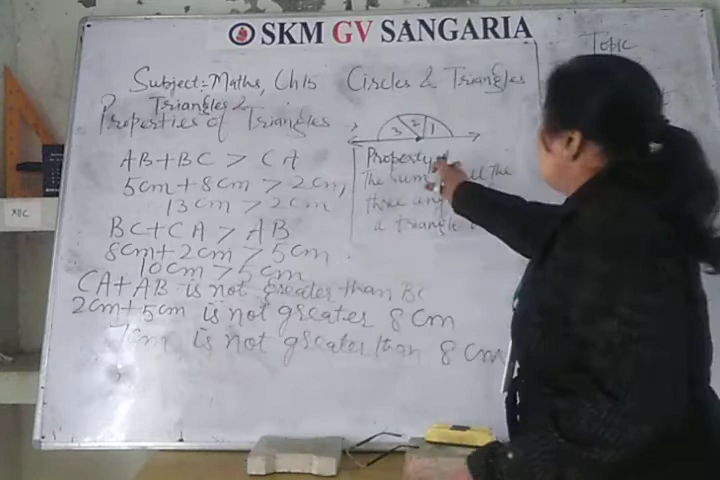 SKM GV SANGARIA
Subject:- Maths, Ch15 Circles & Triangles
Triangles &
Properties of Triangles
AB+BC > CA
5cm+8cm > 2cm,
13cm > 2cm
BC+CA > AB
8cm+2cm > 5cm.
10cm > 5cm
CA+AB is not greater than BC
2cm+5cm is not greater 8cm
7cm is not greater than 8cm
3 2 1
Property
The sum the
three
a triangle
Topic
XIIC